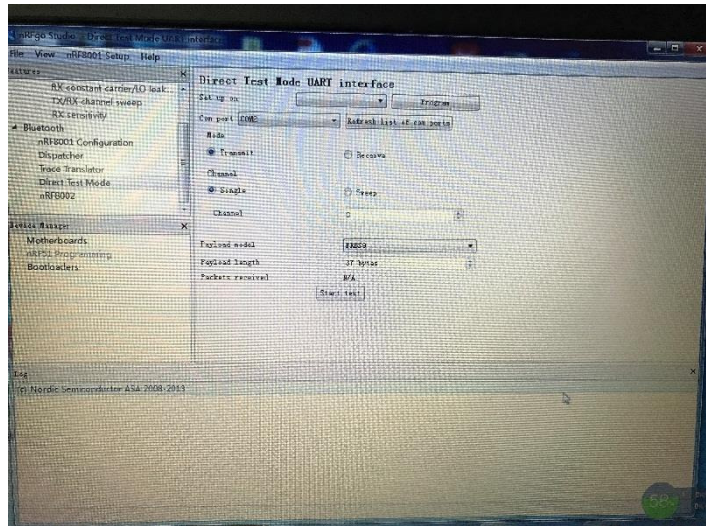 nRFgo Studio - Direct Test Mode UART interface
File View nRF8001 Setup Help
Features
RX constant carrier/LO leak...
TX/RX channel sweep
RX sensitivity
Bluetooth
nRF8001 Configuration
Dispatcher
Trace Translator
Direct Test Mode
nRF8002
Device Manager
Motherboards
nRF51 Programming
Bootloaders
Direct Test Mode UART interface
Set up on
Program
Com port
Refresh list of com ports
Mode
Transmit
Receive
Channel
Single
Sweep
Channel
0
Payload model
PRBS9
Payload length
37 bytes
Packets received
N/A
Start test
Log
(c) Nordic Semiconductor ASA 2008-2013